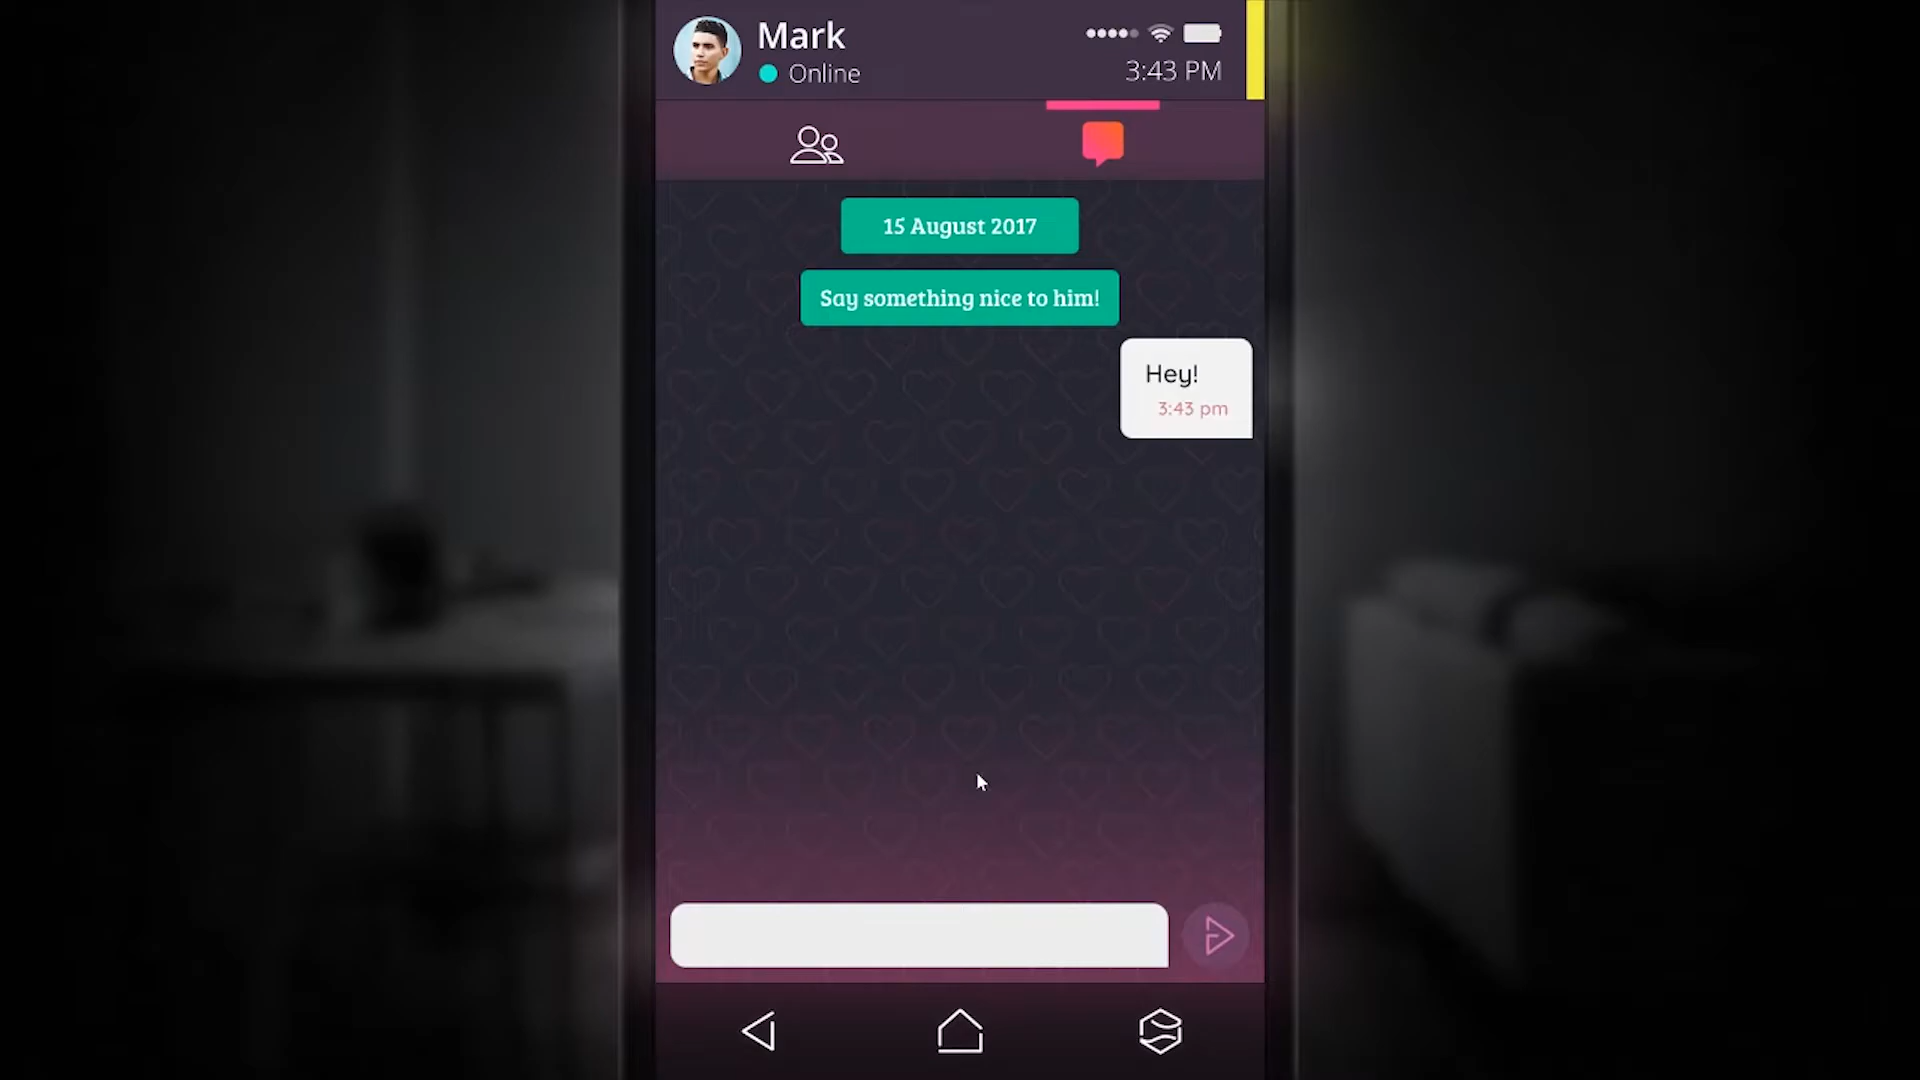 Mark
Online
3:43 PM
15 August 2017
Say something nice to him!
Hey!
3:43 pm